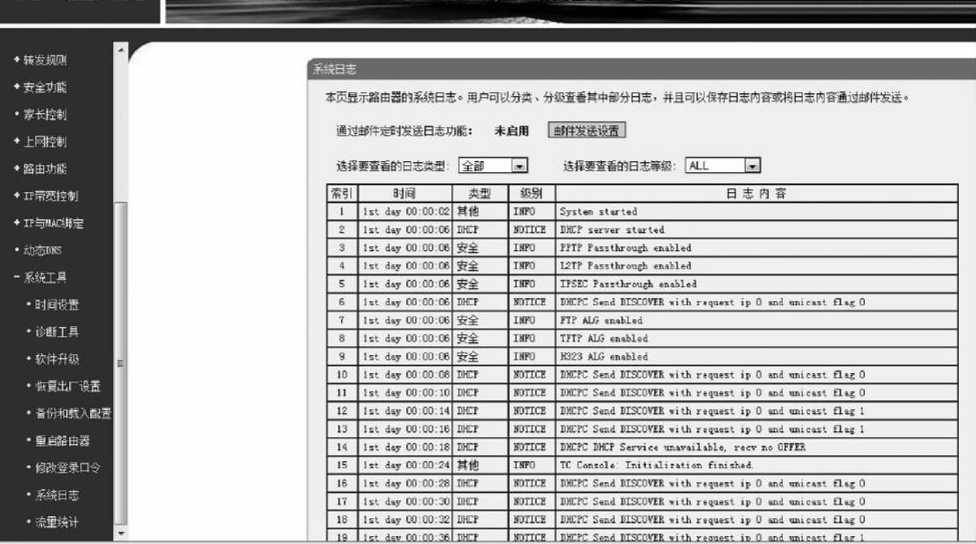 系统日志
本页显示路由器的系统日志。用户可以分类、分级查看其中部分日志，并且可以保存日志内容或将日志内容通过邮件发送。
通过邮件定时发送日志功能： 未启用 邮件发送设置
选择要查看的日志类型: 全部 选择要查看的日志等级: ALL
索引 时间 类型 级别 日志内容
1 1st day 00:00:02 其他 INFO System started
2 1st day 00:00:06 DHCP NOTICE DHCP server started
3 1st day 00:00:06 安全 INFO PPTP Passthrough enabled
4 1st day 00:00:06 安全 INFO L2TP Passthrough enabled
5 1st day 00:00:06 安全 INFO IPSEC Passthrough enabled
6 1st day 00:00:06 DHCP NOTICE DHCPC Send DISCOVER with request ip 0 and unicast flag 0
7 1st day 00:00:06 安全 INFO FTP ALG enabled
8 1st day 00:00:06 安全 INFO TFTP ALG enabled
9 1st day 00:00:06 安全 INFO H323 ALG enabled
10 1st day 00:00:08 DHCP NOTICE DHCPC Send DISCOVER with request ip 0 and unicast flag 0
11 1st day 00:00:10 DHCP NOTICE DHCPC Send DISCOVER with request ip 0 and unicast flag 0
12 1st day 00:00:14 DHCP NOTICE DHCPC Send DISCOVER with request ip 0 and unicast flag 1
13 1st day 00:00:16 DHCP NOTICE DHCPC Send DISCOVER with request ip 0 and unicast flag 1
14 1st day 00:00:18 DHCP NOTICE DHCPC DHCP Service unavailable, recv no OFFER
15 1st day 00:00:24 其他 INFO TC Console: Initialization finished.
16 1st day 00:00:28 DHCP NOTICE DHCPC Send DISCOVER with request ip 0 and unicast flag 0
17 1st day 00:00:30 DHCP NOTICE DHCPC Send DISCOVER with request ip 0 and unicast flag 0
18 1st day 00:00:32 DHCP NOTICE DHCPC Send DISCOVER with request ip 0 and unicast flag 0
19 1st day 00:00:36 DHCP NOTICE DHCPC Send DISCOVER with request ip 0 and unicast flag 1
+ 转发规则
+ 安全功能
• 家长控制
+ 上网控制
+ 路由功能
+ IP带宽控制
+ IP与MAC绑定
• 动态DNS
- 系统工具
• 时间设置
• 诊断工具
• 软件升级
• 恢复出厂设置
• 备份和载入配置
• 重启路由器
• 修改登录口令
• 系统日志
• 流量统计